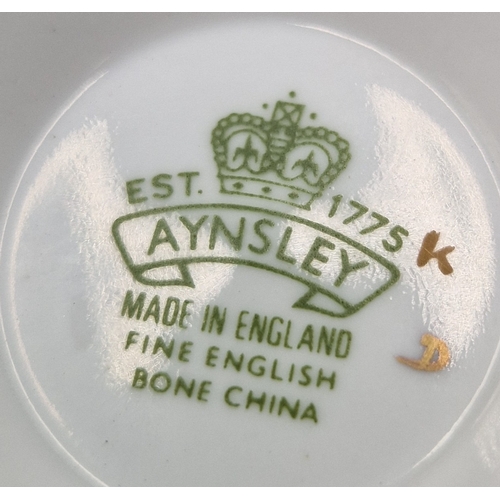 EST. 1775
AYNSLEY
MADE IN ENGLAND
FINE ENGLISH
BONE CHINA
K
D